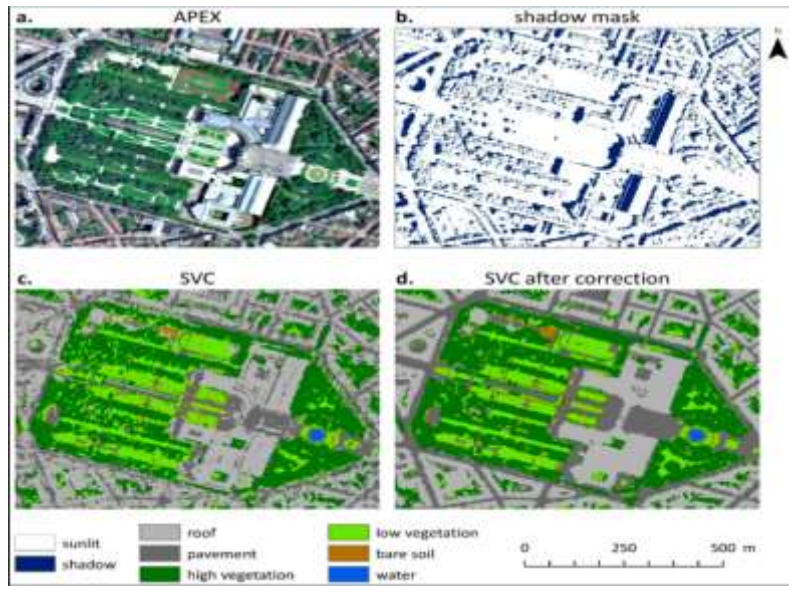 a. APEX
b. shadow mask
N
c. SVC
d. SVC after correction
sunlit
shadow
roof
pavement
high vegetation
low vegetation
bare soil
water
0 250 500 m